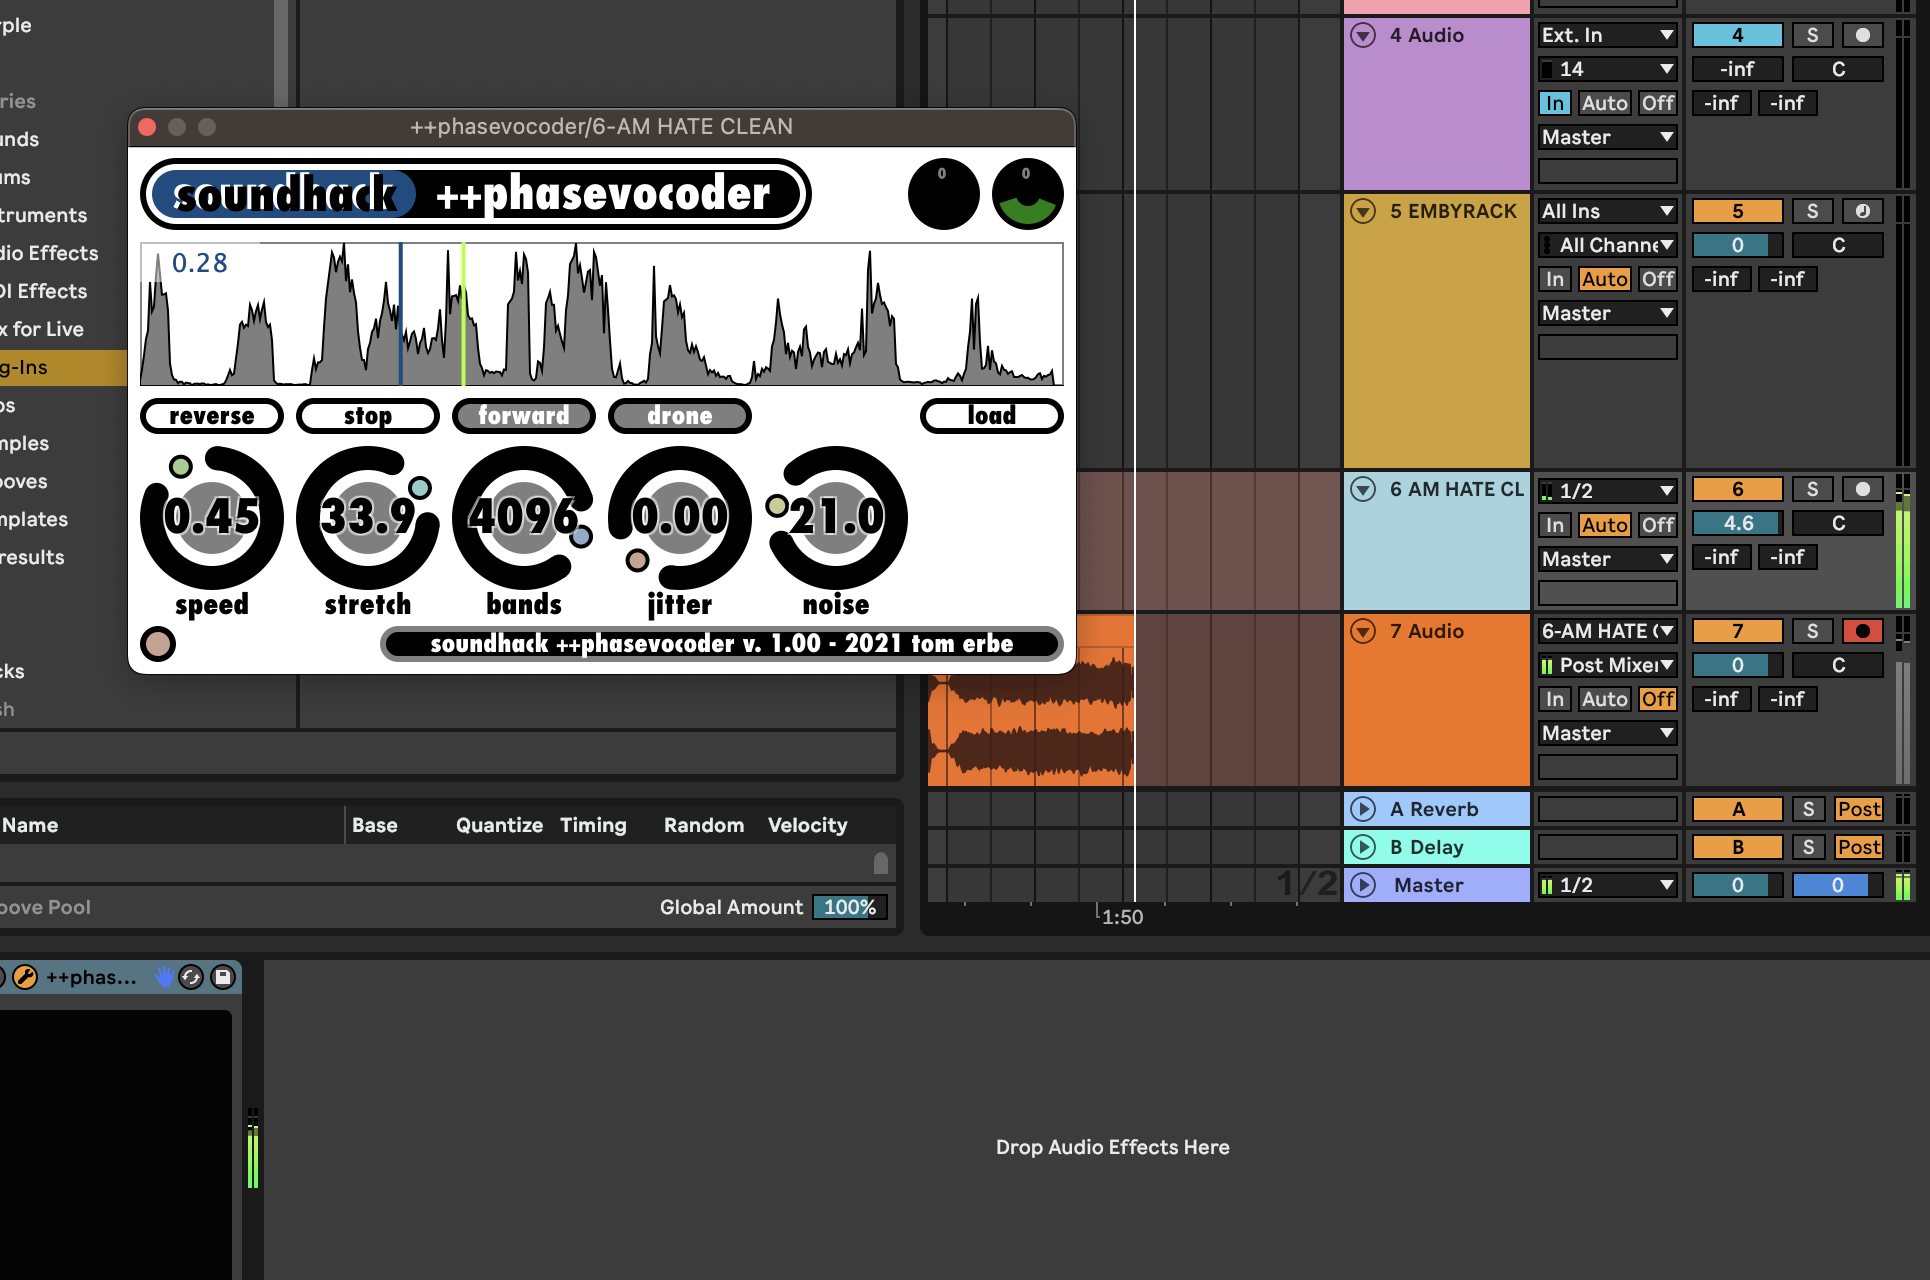 ple
ries
unds
ums
truments
dio Effects
DI Effects
x for Live
g-Ins
ps
mples
ooves
mplates
results
cks
sh
++phasevocoder/6-AM HATE CLEAN
soundhack ++phasevocoder
0
0
0.28
reverse stop forward drone load
0.45 33.9 4096 0.00 21.0
speed stretch bands jitter noise
soundhack ++phasevocoder v. 1.00 - 2021 tom erbe
4 Audio
Ext. In
4 S
14
-inf C
In Auto Off
-inf -inf
Master
5 EMBYRACK
All Ins
5 S
All Channe
0 C
In Auto Off
-inf -inf
Master
6 AM HATE CL
1/2
6 S
In Auto Off
4.6 C
Master
-inf -inf
7 Audio
6-AM HATE (
7 S
Post Mixer
0 C
In Auto Off
-inf -inf
Master
A Reverb
A S Post
B Delay
B S Post
1/2
Master
1/2
0 0
1:50
Name Base Quantize Timing Random Velocity
oove Pool
Global Amount 100%
++phas...
Drop Audio Effects Here